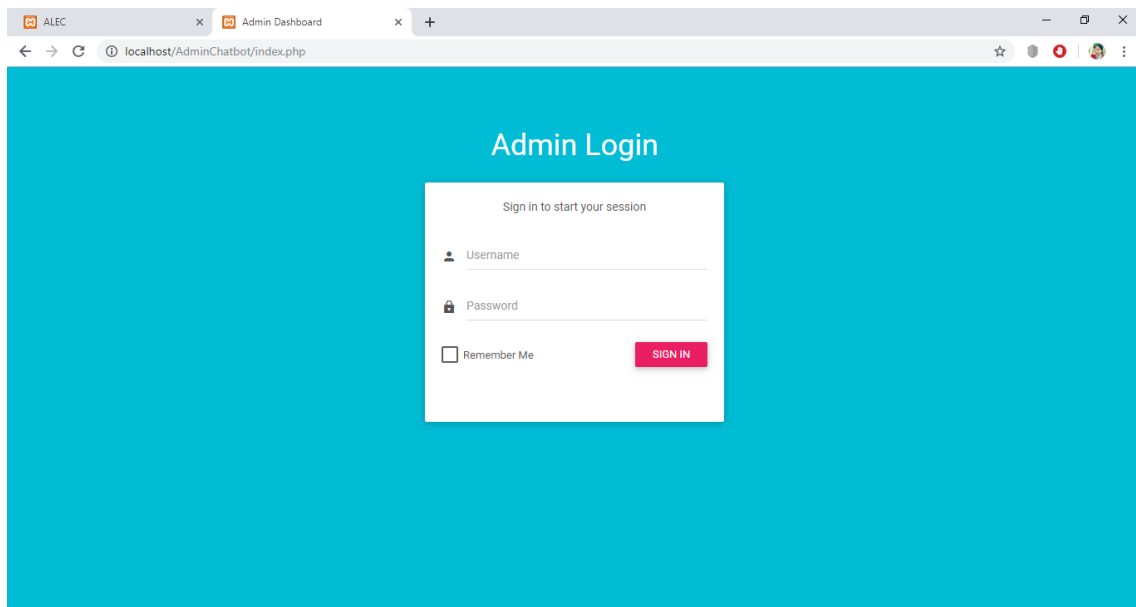 ALEC
Admin Dashboard
localhost/AdminChatbot/index.php
Admin Login
Sign in to start your session
Username
Password
Remember Me
SIGN IN